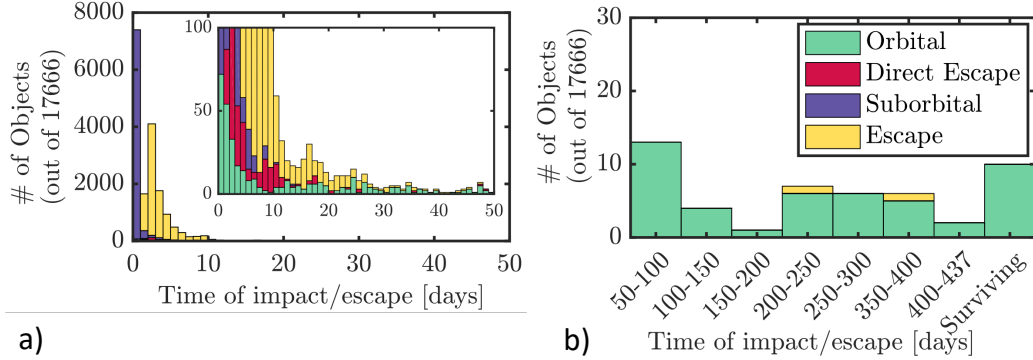 8000
6000
4000
2000
0
# of Objects
(out of 17666)
100
50
0
0
10
20
30
40
50
0
10
20
30
40
50
Time of impact/escape [days]
a)
30
20
10
0
# of Objects
(out of 17666)
Orbital
Direct Escape
Suborbital
Escape
50-100
100-150
150-200
200-250
250-300
350-400
400-437
Surviving
Time of impact/escape [days]
b)